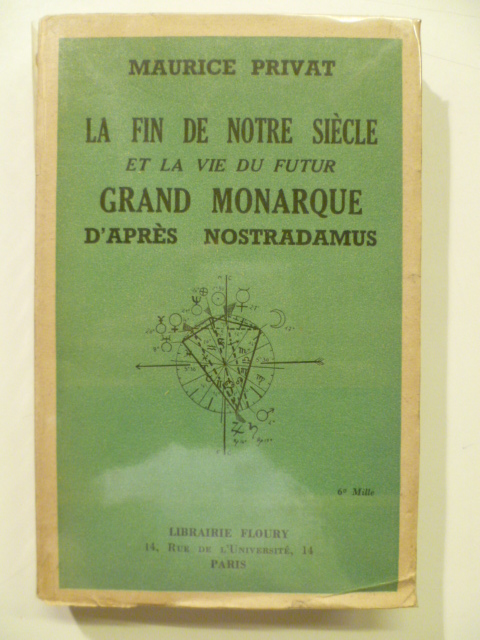 MAURICE PRIVAT
LA FIN DE NOTRE SIÈCLE
ET LA VIE DU FUTUR
GRAND MONARQUE
D'APRÈS NOSTRADAMUS
6e Mille
LIBRAIRIE FLOURY
14, RUE DE L'UNIVERSITÉ, 14
PARIS